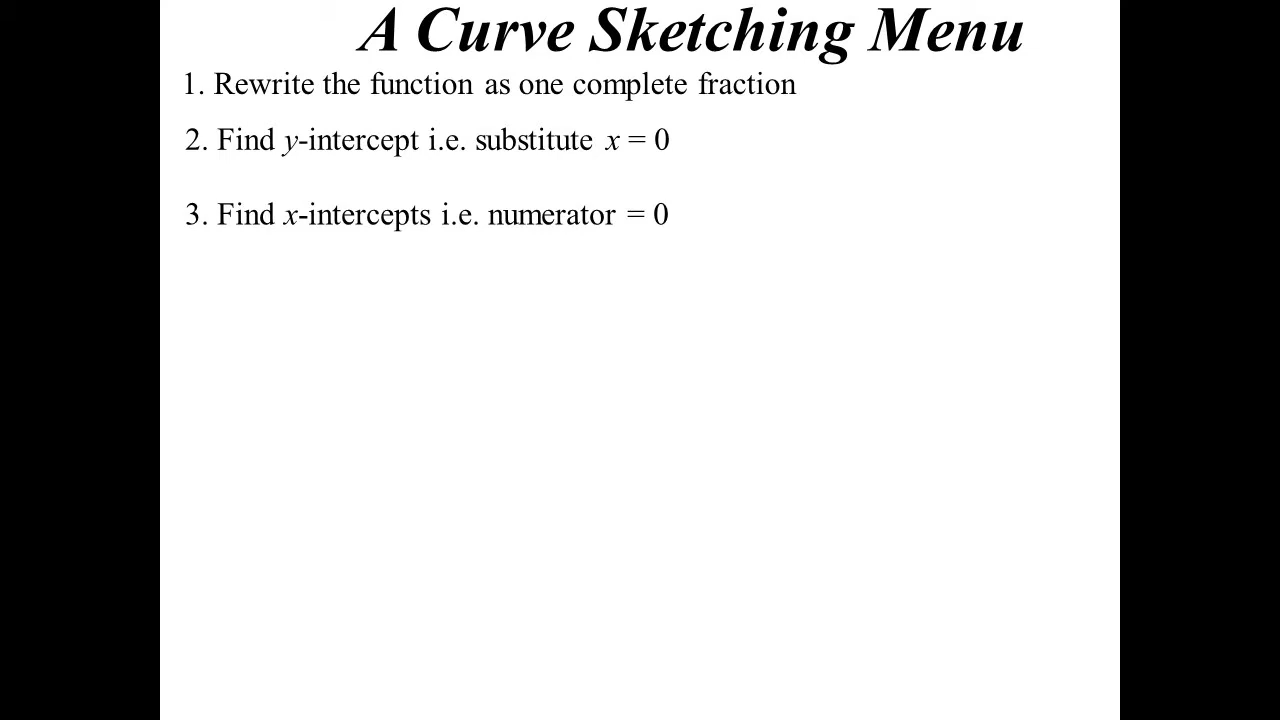 A Curve Sketching Menu
1. Rewrite the function as one complete fraction
2. Find y-intercept i.e. substitute x = 0
3. Find x-intercepts i.e. numerator = 0